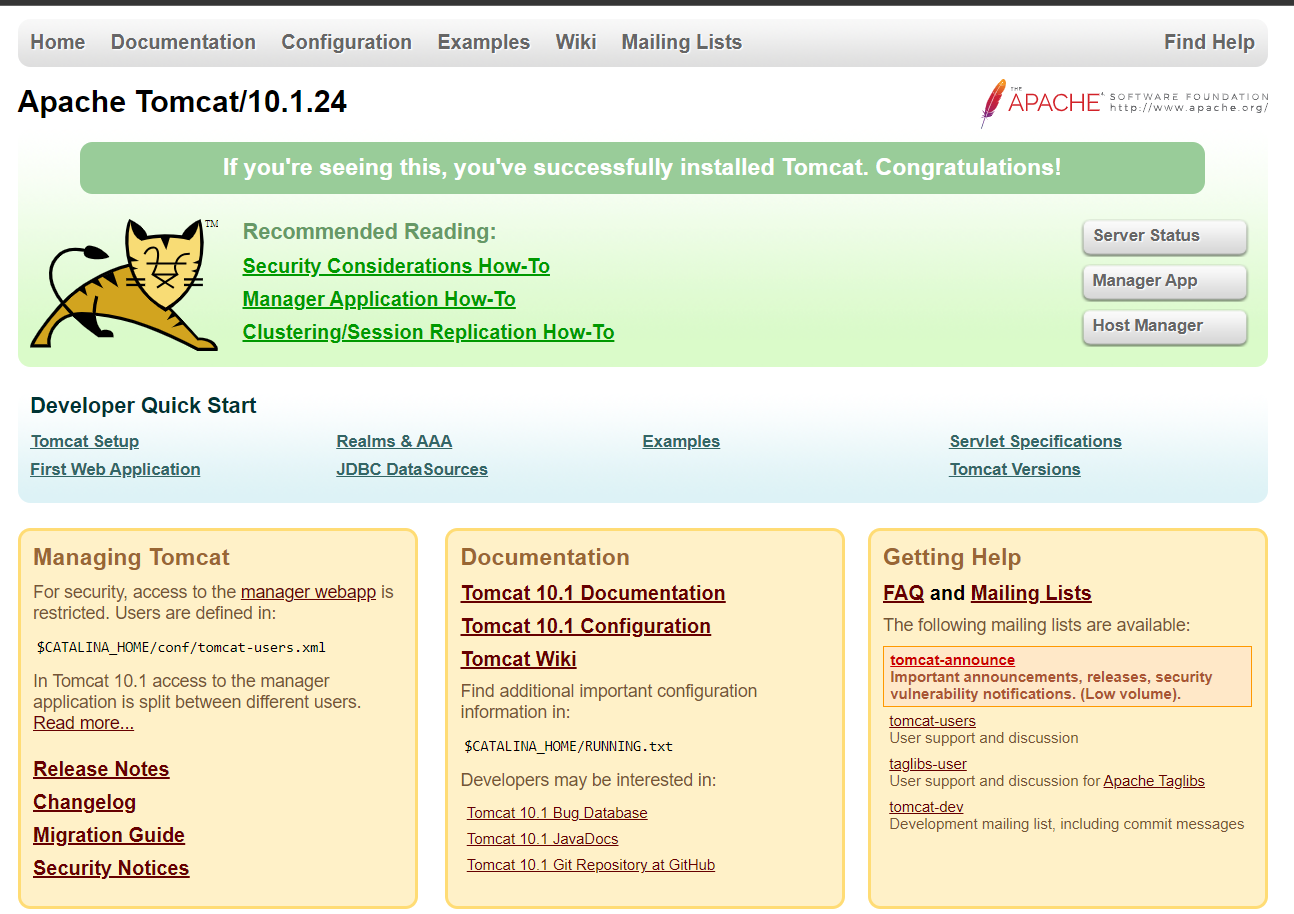 Home Documentation Configuration Examples Wiki Mailing Lists Find Help
Apache Tomcat/10.1.24
THE APACHE SOFTWARE FOUNDATION
http://www.apache.org/
If you're seeing this, you've successfully installed Tomcat. Congratulations!
TM
Recommended Reading:
Security Considerations How-To
Manager Application How-To
Clustering/Session Replication How-To
Server Status
Manager App
Host Manager
Developer Quick Start
Tomcat Setup
First Web Application
Realms & AAA
JDBC DataSources
Examples
Servlet Specifications
Tomcat Versions
Managing Tomcat
For security, access to the manager webapp is
restricted. Users are defined in:
$CATALINA_HOME/conf/tomcat-users.xml
In Tomcat 10.1 access to the manager
application is split between different users.
Read more...
Release Notes
Changelog
Migration Guide
Security Notices
Documentation
Tomcat 10.1 Documentation
Tomcat 10.1 Configuration
Tomcat Wiki
Find additional important configuration
information in:
$CATALINA_HOME/RUNNING.txt
Developers may be interested in:
Tomcat 10.1 Bug Database
Tomcat 10.1 JavaDocs
Tomcat 10.1 Git Repository at GitHub
Getting Help
FAQ and Mailing Lists
The following mailing lists are available:
tomcat-announce
Important announcements, releases, security
vulnerability notifications. (Low volume).
tomcat-users
User support and discussion
taglibs-user
User support and discussion for Apache Taglibs
tomcat-dev
Development mailing list, including commit messages